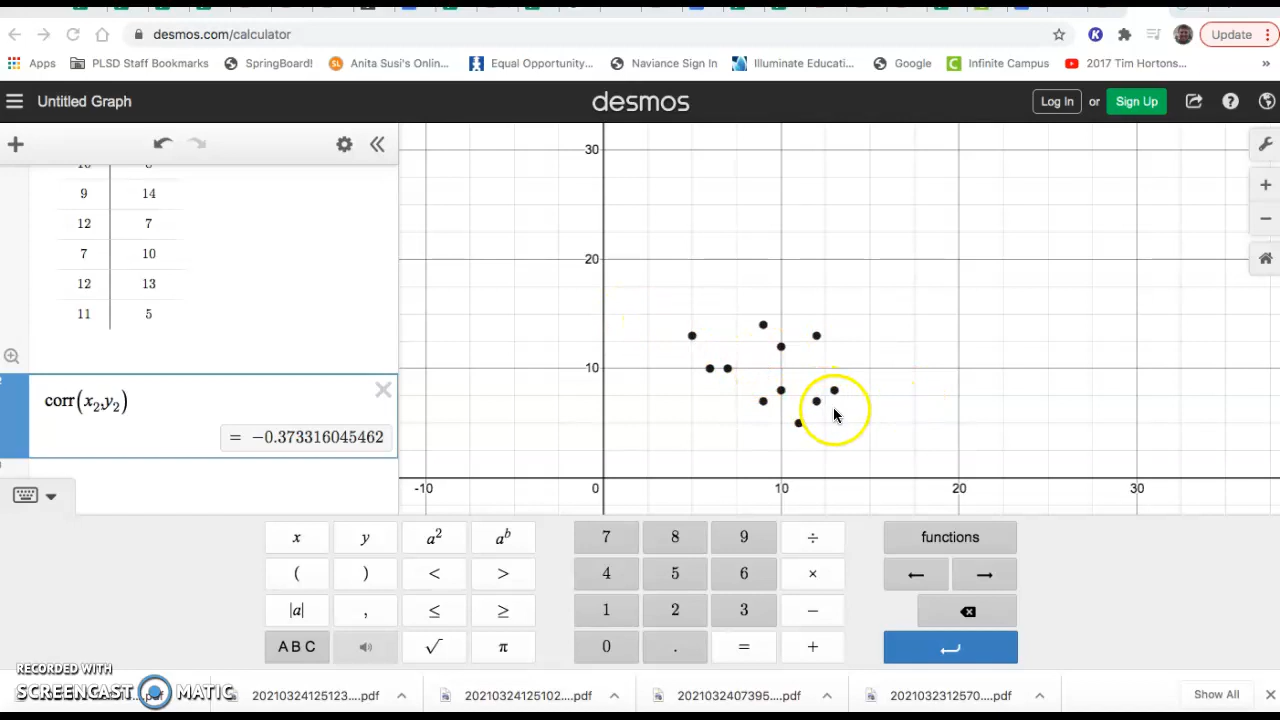 desmos.com/calculator
Update
Apps PLSD Staff Bookmarks SpringBoard! Anita Susi's Onlin... Equal Opportunity... Naviance Sign In Illuminate Educati... Google Infinite Campus 2017 Tim Hortons... »
Untitled Graph
desmos
Log In or Sign Up
9 14
12 7
7 10
12 13
11 5
corr(x₂,y₂)
= −0.373316045462
30
20
10
-10 0 10 20 30
x y a² aᵇ 7 8 9 ÷ functions
( ) < > 4 5 6 × ← →
|a| , ≤ ≥ 1 2 3 −
A B C √ π 0 . = +
RECORDED WITH
SCREENCAST MATIC
20210324125123....pdf 20210324125102....pdf 2021032407395....pdf 2021032312570....pdf Show All